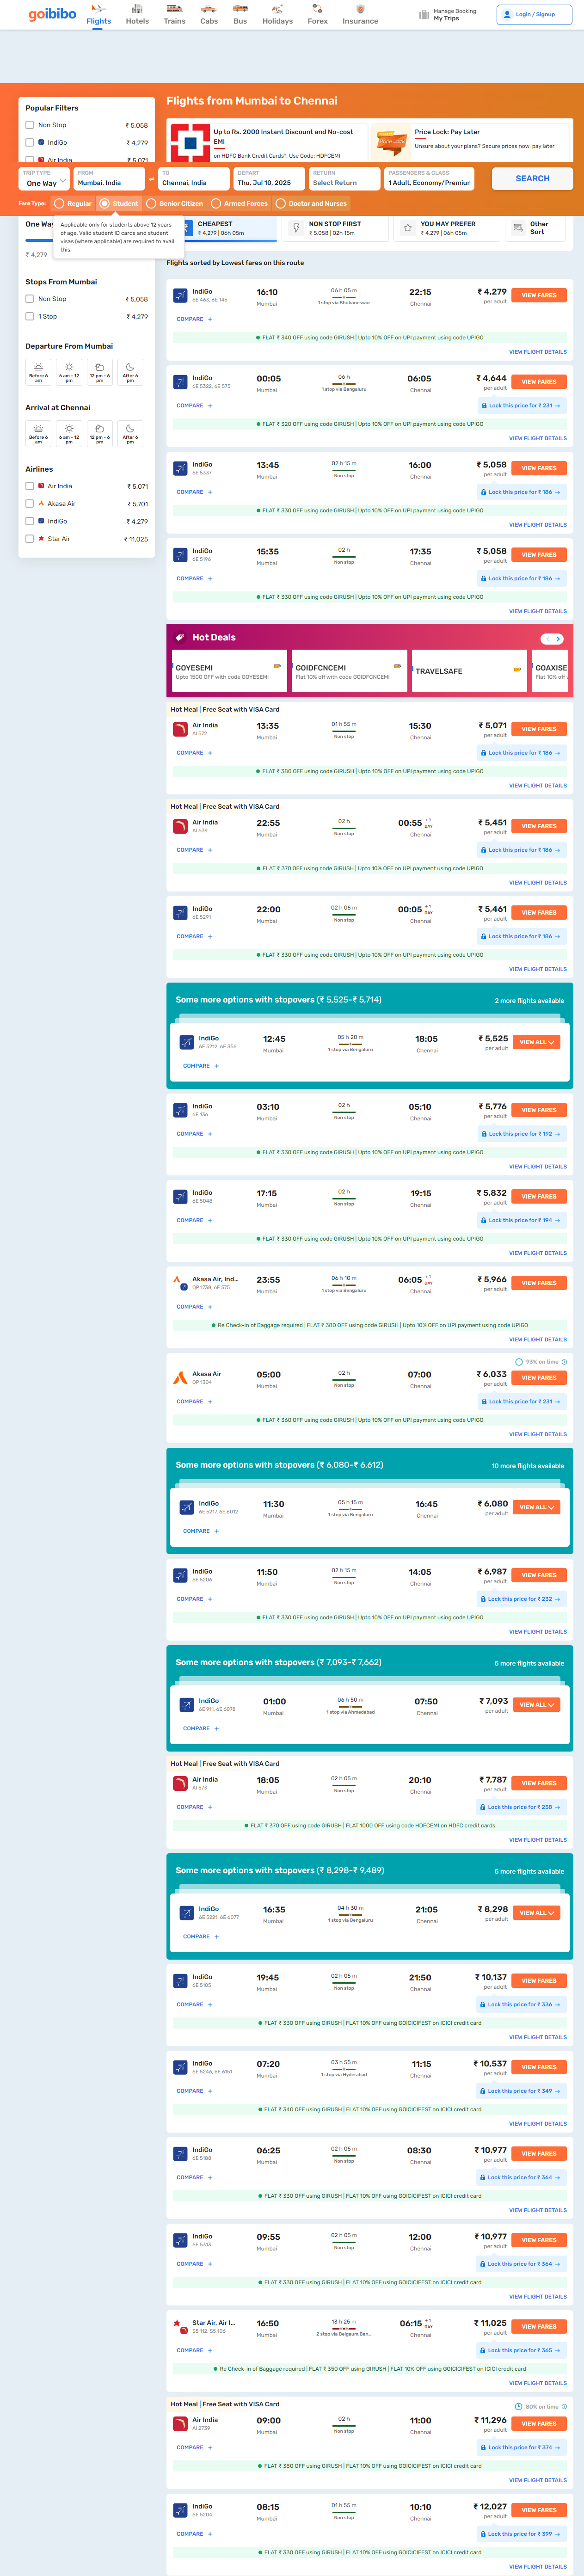 goibibo
Flights
Hotels
Trains
Cabs
Bus
Holidays
Forex
Insurance
Manage Booking
My Trips
Login / Signup
Popular Filters
Non Stop ₹ 5,058
IndiGo ₹ 4,279
Air India ₹ 5,071
Flights from Mumbai to Chennai
Up to Rs. 2000 Instant Discount and No-cost
EMI
on HDFC Bank Credit Cards*. Use Code: HDFCEMI
Price Lock: Pay Later
Unsure about your plans? Secure prices now, pay later
TRIP TYPE
One Way
FROM
Mumbai, India
TO
Chennai, India
DEPART
Thu, Jul 10, 2025
RETURN
Select Return
PASSENGERS & CLASS
1 Adult, Economy/Premium
SEARCH
Fare Type:
Regular
Student
Senior Citizen
Armed Forces
Doctor and Nurses
Applicable only for students above 12 years
of age. Valid student ID cards and student
visas (where applicable) are required to avail
this.
One Way
₹ 4,279
CHEAPEST
₹ 4,279 | 06h 05m
NON STOP FIRST
₹ 5,058 | 02h 15m
YOU MAY PREFER
₹ 4,279 | 06h 05m
Other
Sort
Stops From Mumbai
Non Stop ₹ 5,058
1 Stop ₹ 4,279
Departure From Mumbai
Before 6 am
6 am - 12 pm
12 pm - 6 pm
After 6 pm
Arrival at Chennai
Before 6 am
6 am - 12 pm
12 pm - 6 pm
After 6 pm
Airlines
Air India ₹ 5,071
Akasa Air ₹ 5,701
IndiGo ₹ 4,279
Star Air ₹ 11,025
Flights sorted by Lowest fares on this route
IndiGo 16:10 06 h 05 m 22:15 ₹ 4,279 VIEW FARES
6E 463, 6E 145 Mumbai 1 stop via Bhubaneswar Chennai per adult
COMPARE +
FLAT ₹ 340 OFF using code GIRUSH | Upto 10% OFF on UPI payment using code UPIGO
VIEW FLIGHT DETAILS
IndiGo 00:05 06 h 06:05 ₹ 4,644 VIEW FARES
6E 5322, 6E 575 Mumbai 1 stop via Bengaluru Chennai per adult
COMPARE + Lock this price for ₹ 231 →
FLAT ₹ 320 OFF using code GIRUSH | Upto 10% OFF on UPI payment using code UPIGO
VIEW FLIGHT DETAILS
IndiGo 13:45 02 h 15 m 16:00 ₹ 5,058 VIEW FARES
6E 5337 Mumbai Non stop Chennai per adult
COMPARE + Lock this price for ₹ 186 →
FLAT ₹ 330 OFF using code GIRUSH | Upto 10% OFF on UPI payment using code UPIGO
VIEW FLIGHT DETAILS
IndiGo 15:35 02 h 17:35 ₹ 5,058 VIEW FARES
6E 5196 Mumbai Non stop Chennai per adult
COMPARE + Lock this price for ₹ 186 →
FLAT ₹ 330 OFF using code GIRUSH | Upto 10% OFF on UPI payment using code UPIGO
VIEW FLIGHT DETAILS
Hot Deals
GOYESEMI
Upto 1500 OFF with code GOYESEMI
GOIDFCNCEMI
Flat 10% off with code GOIDFCNCEMI
TRAVELSAFE
GOAXISE
Flat 10% off
Hot Meal | Free Seat with VISA Card
Air India 13:35 01 h 55 m 15:30 ₹ 5,071 VIEW FARES
AI 572 Mumbai Non stop Chennai per adult
COMPARE + Lock this price for ₹ 186 →
FLAT ₹ 380 OFF using code GIRUSH | Upto 10% OFF on UPI payment using code UPIGO
VIEW FLIGHT DETAILS
Hot Meal | Free Seat with VISA Card
Air India 22:55 02 h 00:55 +1 DAY ₹ 5,451 VIEW FARES
AI 639 Mumbai Non stop Chennai per adult
COMPARE + Lock this price for ₹ 186 →
FLAT ₹ 370 OFF using code GIRUSH | Upto 10% OFF on UPI payment using code UPIGO
VIEW FLIGHT DETAILS
IndiGo 22:00 02 h 05 m 00:05 +1 DAY ₹ 5,461 VIEW FARES
6E 5291 Mumbai Non stop Chennai per adult
COMPARE + Lock this price for ₹ 186 →
FLAT ₹ 330 OFF using code GIRUSH | Upto 10% OFF on UPI payment using code UPIGO
VIEW FLIGHT DETAILS
Some more options with stopovers (₹ 5,525-₹ 5,714) 2 more flights available
IndiGo 12:45 05 h 20 m 18:05 ₹ 5,525 VIEW ALL
6E 5212, 6E 356 Mumbai 1 stop via Bengaluru Chennai per adult
COMPARE +
IndiGo 03:10 02 h 05:10 ₹ 5,776 VIEW FARES
6E 136 Mumbai Non stop Chennai per adult
COMPARE + Lock this price for ₹ 192 →
FLAT ₹ 330 OFF using code GIRUSH | Upto 10% OFF on UPI payment using code UPIGO
VIEW FLIGHT DETAILS
IndiGo 17:15 02 h 19:15 ₹ 5,832 VIEW FARES
6E 5048 Mumbai Non stop Chennai per adult
COMPARE + Lock this price for ₹ 194 →
FLAT ₹ 330 OFF using code GIRUSH | Upto 10% OFF on UPI payment using code UPIGO
VIEW FLIGHT DETAILS
Akasa Air, Ind... 23:55 06 h 10 m 06:05 +1 DAY ₹ 5,966 VIEW FARES
QP 1738, 6E 575 Mumbai 1 stop via Bengaluru Chennai per adult
COMPARE +
Re Check-in of Baggage required | FLAT ₹ 380 OFF using code GIRUSH | Upto 10% OFF on UPI payment using code UPIGO
VIEW FLIGHT DETAILS
93% on time
Akasa Air 05:00 02 h 07:00 ₹ 6,033 VIEW FARES
QP 1304 Mumbai Non stop Chennai per adult
COMPARE + Lock this price for ₹ 231 →
FLAT ₹ 360 OFF using code GIRUSH | Upto 10% OFF on UPI payment using code UPIGO
VIEW FLIGHT DETAILS
Some more options with stopovers (₹ 6,080-₹ 6,612) 10 more flights available
IndiGo 11:30 05 h 15 m 16:45 ₹ 6,080 VIEW ALL
6E 5217, 6E 6012 Mumbai 1 stop via Bengaluru Chennai per adult
COMPARE +
IndiGo 11:50 02 h 15 m 14:05 ₹ 6,987 VIEW FARES
6E 5206 Mumbai Non stop Chennai per adult
COMPARE + Lock this price for ₹ 232 →
FLAT ₹ 330 OFF using code GIRUSH | Upto 10% OFF on UPI payment using code UPIGO
VIEW FLIGHT DETAILS
Some more options with stopovers (₹ 7,093-₹ 7,662) 5 more flights available
IndiGo 01:00 06 h 50 m 07:50 ₹ 7,093 VIEW ALL
6E 911, 6E 6078 Mumbai 1 stop via Ahmedabad Chennai per adult
COMPARE +
Hot Meal | Free Seat with VISA Card
Air India 18:05 02 h 05 m 20:10 ₹ 7,787 VIEW FARES
AI 573 Mumbai Non stop Chennai per adult
COMPARE + Lock this price for ₹ 258 →
FLAT ₹ 370 OFF using code GIRUSH | FLAT 1000 OFF using code HDFCEMI on HDFC credit cards
VIEW FLIGHT DETAILS
Some more options with stopovers (₹ 8,298-₹ 9,489) 5 more flights available
IndiGo 16:35 04 h 30 m 21:05 ₹ 8,298 VIEW ALL
6E 5221, 6E 6077 Mumbai 1 stop via Bengaluru Chennai per adult
COMPARE +
IndiGo 19:45 02 h 05 m 21:50 ₹ 10,137 VIEW FARES
6E 5105 Mumbai Non stop Chennai per adult
COMPARE + Lock this price for ₹ 336 →
FLAT ₹ 330 OFF using GIRUSH | FLAT 10% OFF using GOICICIFEST on ICICI credit card
VIEW FLIGHT DETAILS
IndiGo 07:20 03 h 55 m 11:15 ₹ 10,537 VIEW FARES
6E 5246, 6E 6151 Mumbai 1 stop via Hyderabad Chennai per adult
COMPARE + Lock this price for ₹ 349 →
FLAT ₹ 340 OFF using GIRUSH | FLAT 10% OFF using GOICICIFEST on ICICI credit card
VIEW FLIGHT DETAILS
IndiGo 06:25 02 h 05 m 08:30 ₹ 10,977 VIEW FARES
6E 5188 Mumbai Non stop Chennai per adult
COMPARE + Lock this price for ₹ 364 →
FLAT ₹ 330 OFF using GIRUSH | FLAT 10% OFF using GOICICIFEST on ICICI credit card
VIEW FLIGHT DETAILS
IndiGo 09:55 02 h 05 m 12:00 ₹ 10,977 VIEW FARES
6E 5313 Mumbai Non stop Chennai per adult
COMPARE + Lock this price for ₹ 364 →
FLAT ₹ 330 OFF using GIRUSH | FLAT 10% OFF using GOICICIFEST on ICICI credit card
VIEW FLIGHT DETAILS
Star Air, Air I... 16:50 13 h 25 m 06:15 +1 DAY ₹ 11,025 VIEW FARES
S5 112, S5 106 Mumbai 2 stop via Belgaum,Ben... Chennai per adult
COMPARE + Lock this price for ₹ 365 →
Re Check-in of Baggage required | FLAT ₹ 350 OFF using GIRUSH | FLAT 10% OFF using GOICICIFEST on ICICI credit card
VIEW FLIGHT DETAILS
Hot Meal | Free Seat with VISA Card 80% on time
Air India 09:00 02 h 11:00 ₹ 11,296 VIEW FARES
AI 2739 Mumbai Non stop Chennai per adult
COMPARE + Lock this price for ₹ 374 →
FLAT ₹ 380 OFF using GIRUSH | FLAT 10% OFF using GOICICIFEST on ICICI credit card
VIEW FLIGHT DETAILS
IndiGo 08:15 01 h 55 m 10:10 ₹ 12,027 VIEW FARES
6E 5204 Mumbai Non stop Chennai per adult
COMPARE + Lock this price for ₹ 399 →
FLAT ₹ 330 OFF using GIRUSH | FLAT 10% OFF using GOICICIFEST on ICICI credit card
VIEW FLIGHT DETAILS